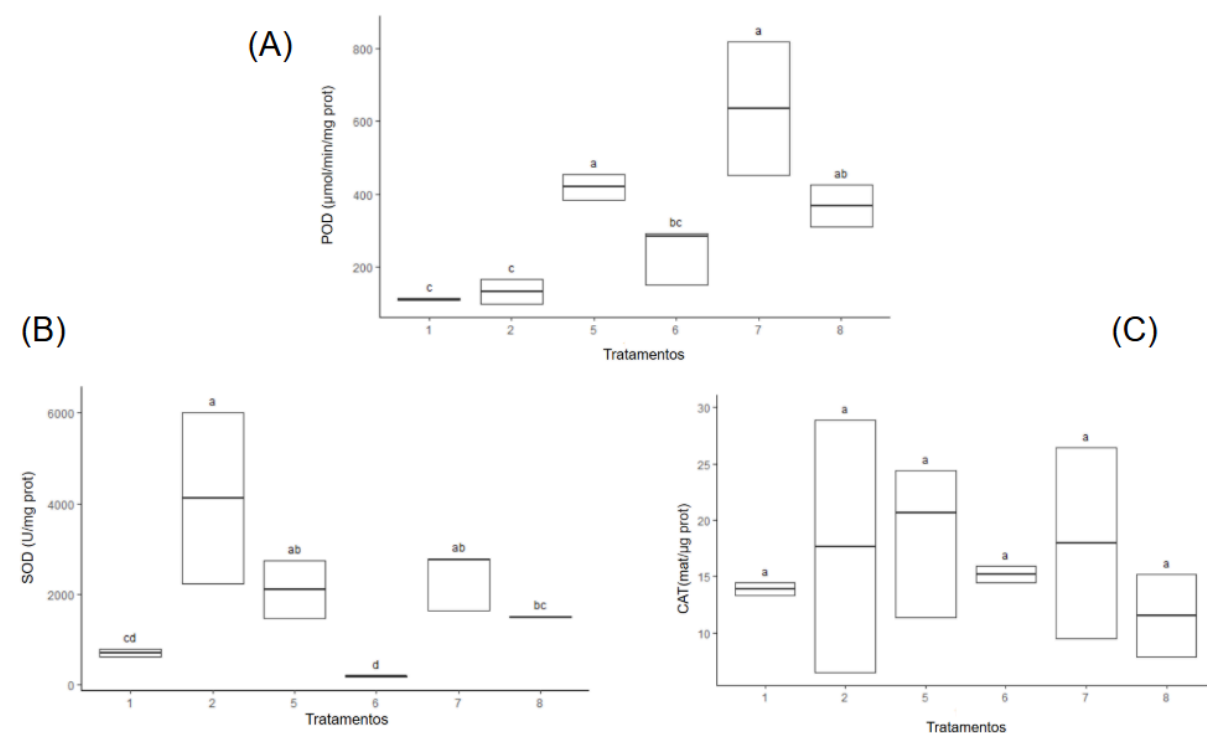 (A)
POD (µmol/min/mg prot)
800
600
400
200
c
c
a
bc
a
ab
1 2 5 6 7 8
Tratamentos
(B)
SOD (U/mg prot)
6000
4000
2000
0
cd
a
ab
d
ab
bc
1 2 5 6 7 8
Tratamentos
(C)
CAT(mat/µg prot)
30
25
20
15
10
a
a
a
a
a
a
1 2 5 6 7 8
Tratamentos